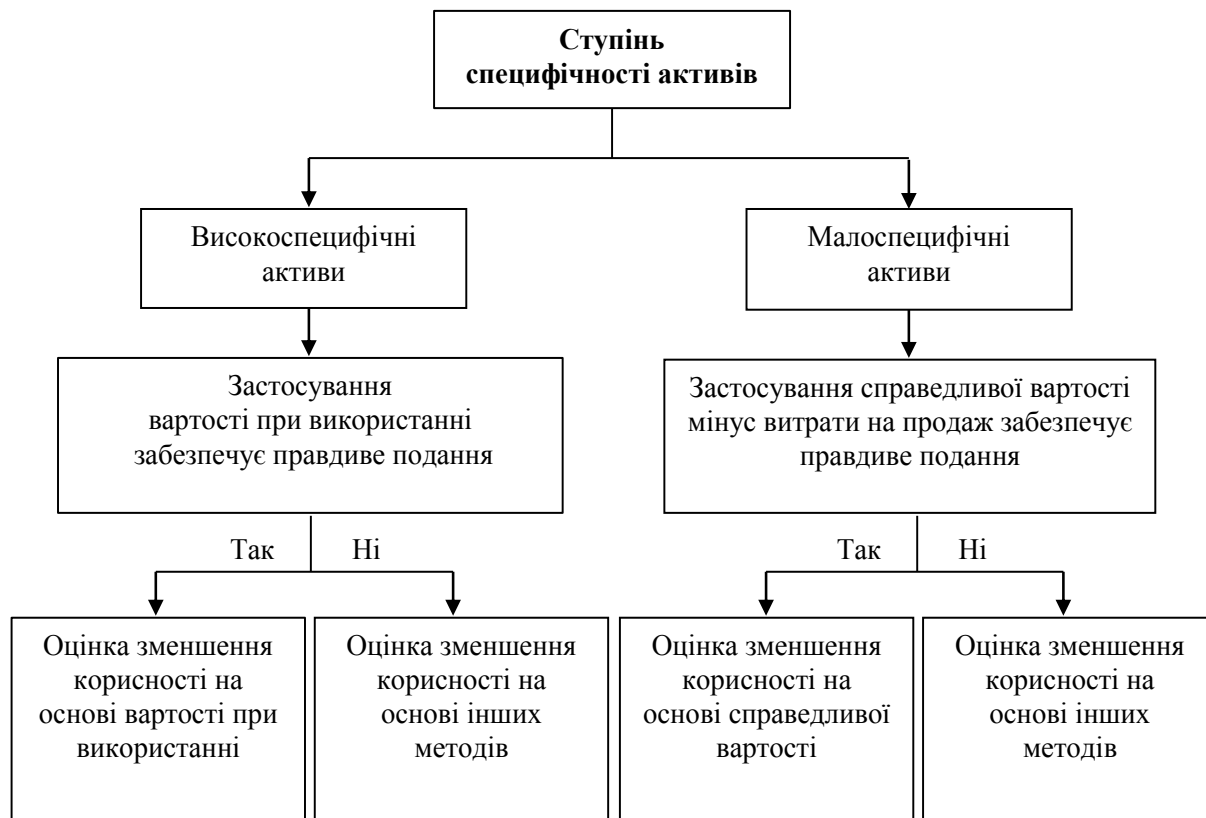 Ступінь
специфічності активів
Високоспецифічні
активи
Малоспецифічні
активи
Застосування
вартості при використанні
забезпечує правдиве подання
Застосування справедливої вартості
мінус витрати на продаж забезпечує
правдиве подання
Так Ні
Так Ні
Оцінка зменшення
корисності на
основі вартості при
використанні
Оцінка зменшення
корисності на
основі інших
методів
Оцінка зменшення
корисності на
основі справедливої
вартості
Оцінка зменшення
корисності на
основі інших
методів